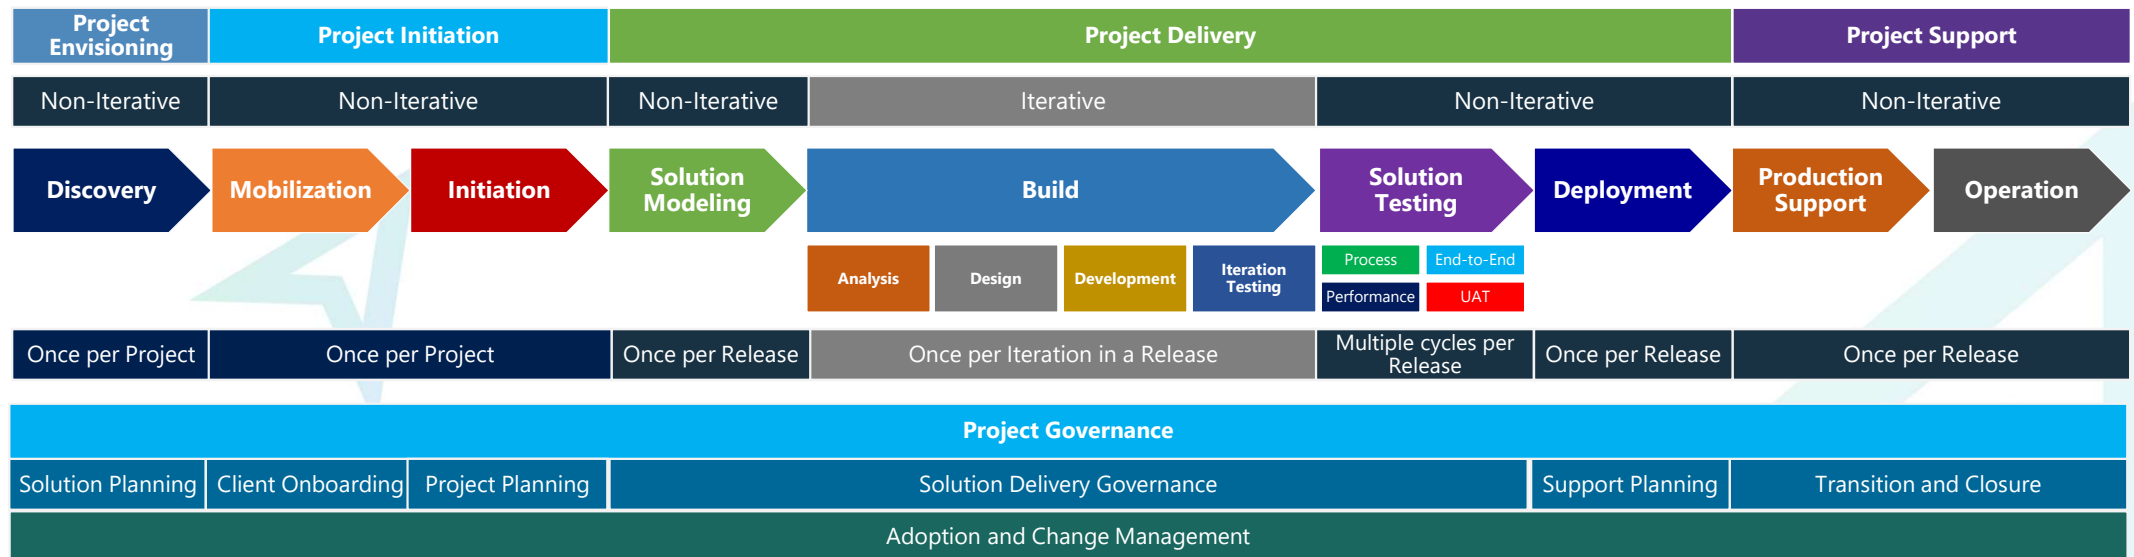 Project
Envisioning
Project Initiation
Project Delivery
Project Support
Non-Iterative
Non-Iterative
Non-Iterative
Iterative
Non-Iterative
Non-Iterative
Discovery
Mobilization
Initiation
Solution
Modeling
Build
Solution
Testing
Deployment
Production
Support
Operation
Analysis
Design
Development
Iteration
Testing
Process
End-to-End
Performance
UAT
Once per Project
Once per Project
Once per Release
Once per Iteration in a Release
Multiple cycles per
Release
Once per Release
Once per Release
Project Governance
Solution Planning
Client Onboarding
Project Planning
Solution Delivery Governance
Support Planning
Transition and Closure
Adoption and Change Management